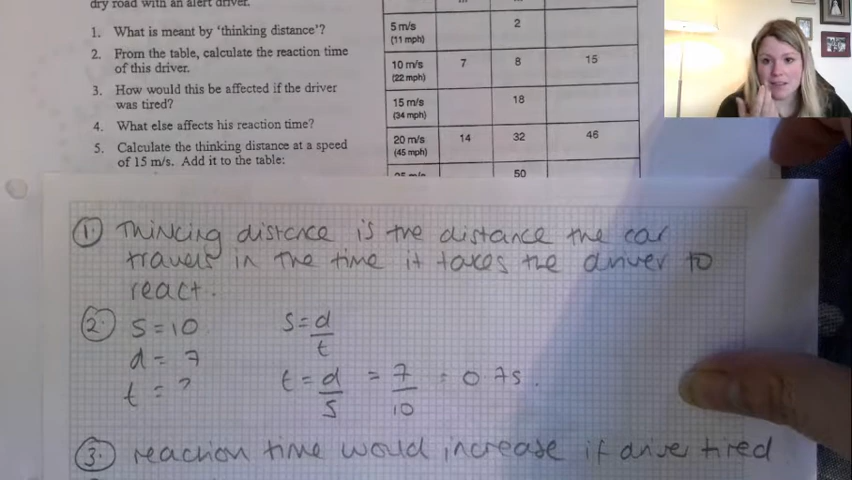 dry road with an alert driver.
1. What is meant by 'thinking distance'?
2. From the table, calculate the reaction time
of this driver.
3. How would this be affected if the driver
was tired?
4. What else affects his reaction time?
5. Calculate the thinking distance at a speed
of 15 m/s. Add it to the table:
5 m/s 2
(11 mph)
10 m/s 7 8 15
(22 mph)
15 m/s 18
(34 mph)
20 m/s 14 32 46
(45 mph)
50
① Thinking distance is the distance the car
travels in the time it takes the driver to
react.
② s = 10 s = d/t
d = 7
t = ? t = d/s = 7/10 = 0.7s.
③ reaction time would increase if driver tired